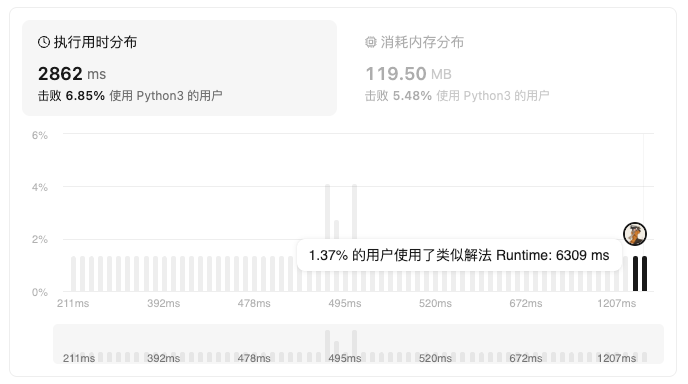 执行用时分布
2862 ms
击败 6.85% 使用 Python3 的用户
消耗内存分布
119.50 MB
击败 5.48% 使用 Python3 的用户
6%
4%
2%
0%
1.37% 的用户使用了类似解法 Runtime: 6309 ms
211ms 392ms 478ms 495ms 520ms 672ms 1207ms
211ms 392ms 478ms 495ms 520ms 672ms 1207ms